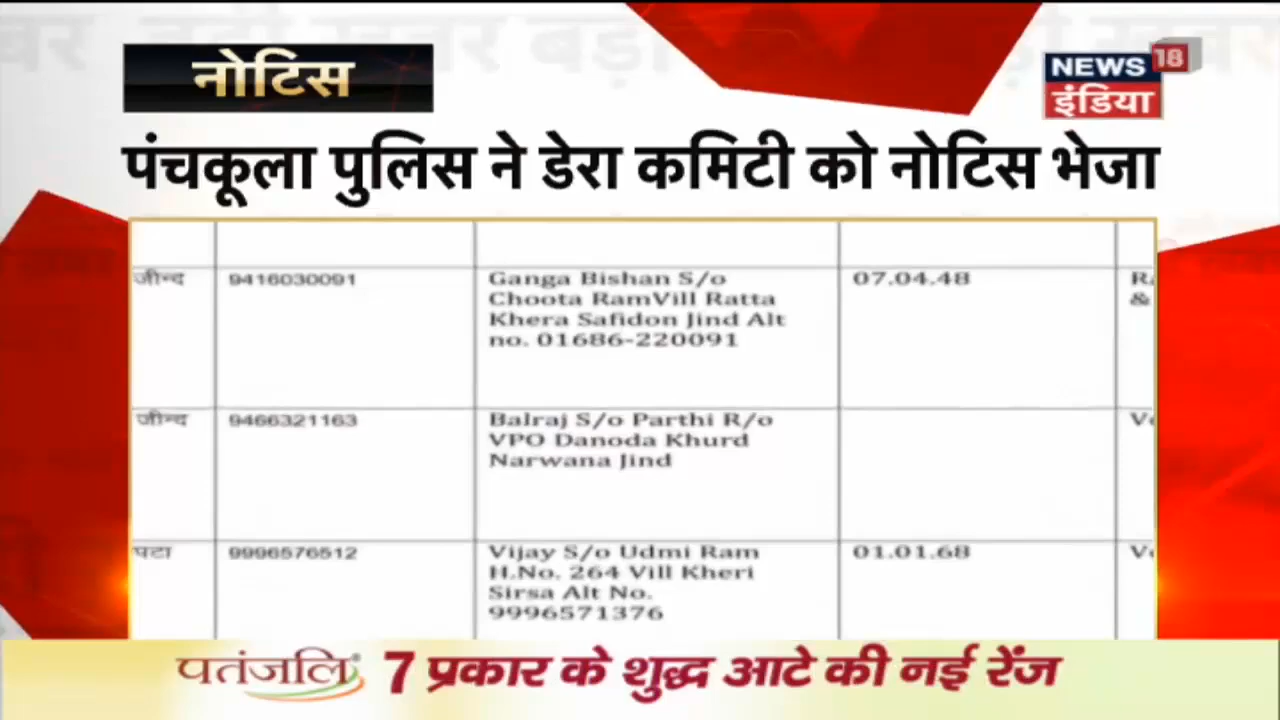 नोटिस
NEWS 18
इंडिया
पंचकूला पुलिस ने डेरा कमिटी को नोटिस भेजा
जीन्द 9416030091 Ganga Bishan S/o 07.04.48
Choota RamVill Ratta &
Khera Safidon Jind Alt
no. 01686-220091
जीन्द 9466321163 Balraj S/o Parthi R/o
VPO Danoda Khurd
Narwana Jind
पटा 9996576512 Vijay S/o Udmi Ram 01.01.68
H.No. 264 Vill Kheri
Sirsa Alt No.
9996571376
पतंजलि® 7 प्रकार के शुद्ध आटे की नई रेंज